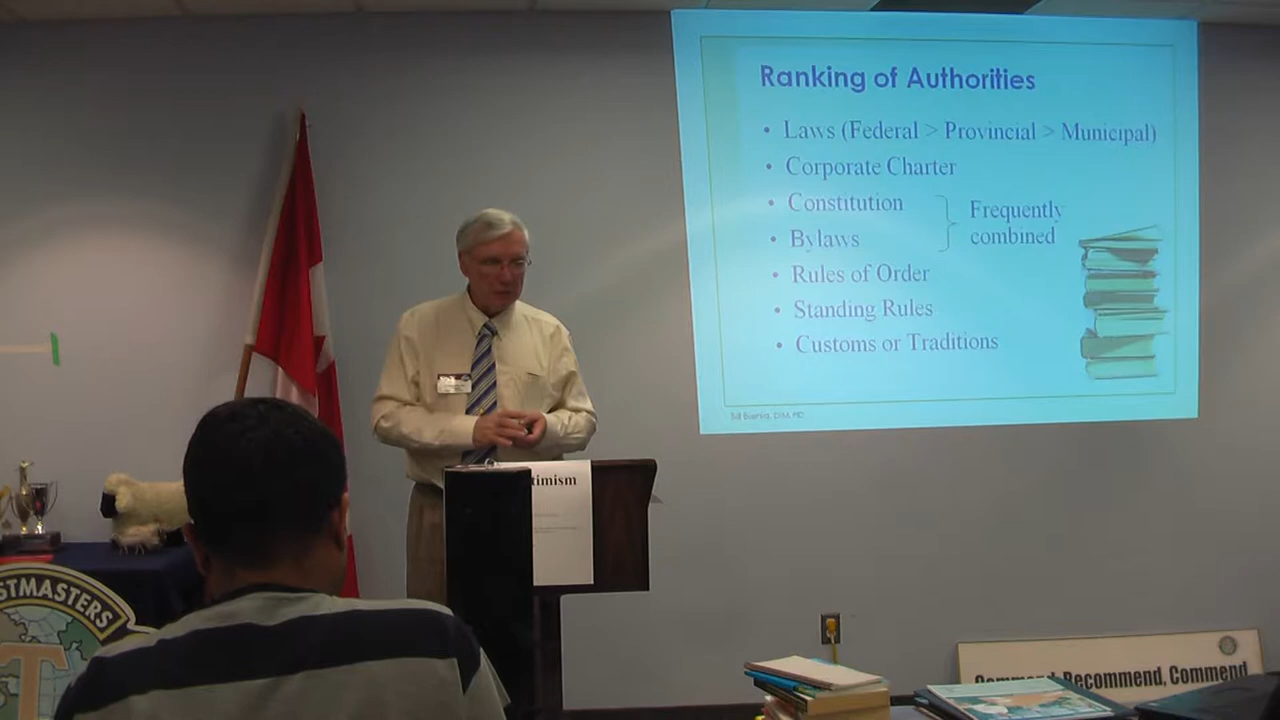 Ranking of Authorities
• Laws (Federal > Provincial > Municipal)
• Corporate Charter
• Constitution
• Bylaws
Frequently
combined
• Rules of Order
• Standing Rules
• Customs or Traditions
timism
STMASTERS
Recommend, Commend